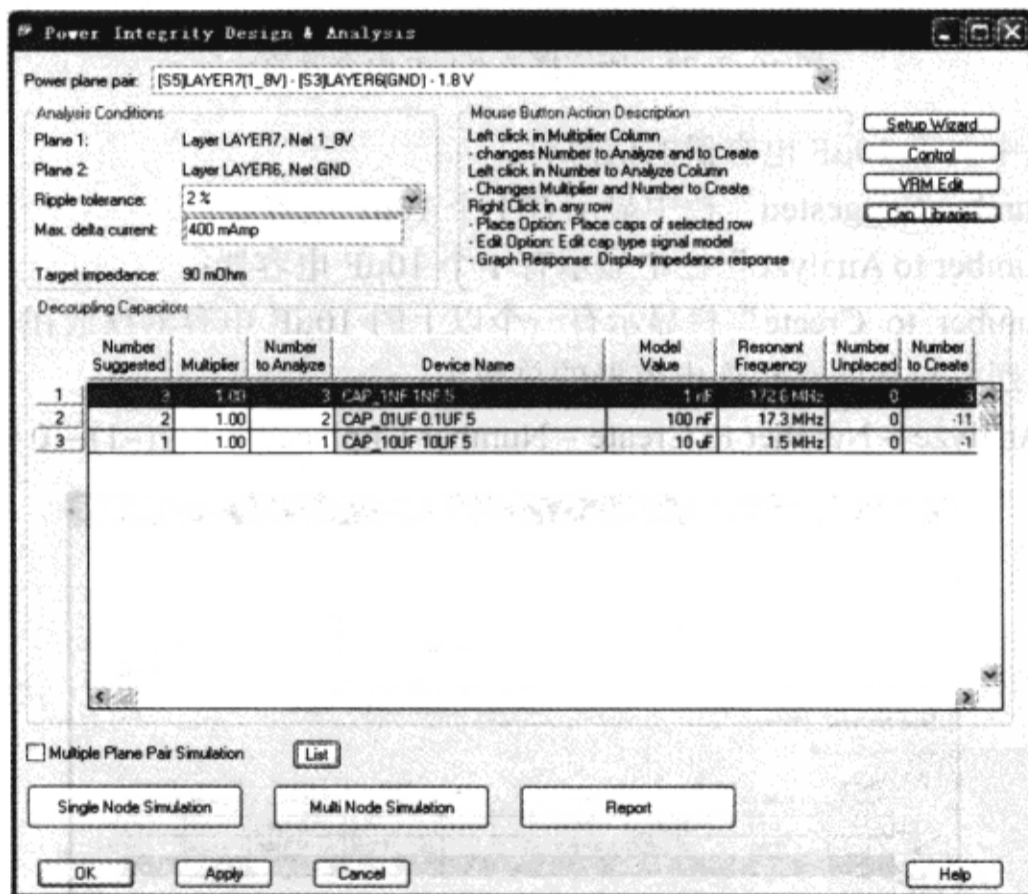 Power Integrity Design & Analysis
Power plane pair: [S5]LAYER7(1_8V) - [S3]LAYER6(GND) - 1.8 V
Analysis Conditions
Plane 1: Layer LAYER7, Net 1_8V
Plane 2: Layer LAYER6, Net GND
Ripple tolerance: 2 %
Max. delta current: 400 mAmp
Target impedance: 90 mOhm
Mouse Button Action Description
Left click in Multiplier Column
- changes Number to Analyze and to Create
Left click in Number to Analyze Column
- Changes Multiplier and Number to Create
Right Click in any row
- Place Option: Place caps of selected row
- Edit Option: Edit cap type signal model
- Graph Response: Display impedance response
Setup Wizard
Control
VRM Edit
Cap Libraries
Decoupling Capacitors
Number Suggested Multiplier Number to Analyze Device Name Model Value Resonant Frequency Number Unplaced Number to Create
1 3 1.00 3 CAP_1NF 1NF 5 1 nF 172.6 MHz 0 3
2 2 1.00 2 CAP_01UF 0.1UF 5 100 nF 17.3 MHz 0 -11
3 1 1.00 1 CAP_10UF 10UF 5 10 uF 1.5 MHz 0 -1
Multiple Plane Pair Simulation List
Single Node Simulation Multi Node Simulation Report
OK Apply Cancel Help